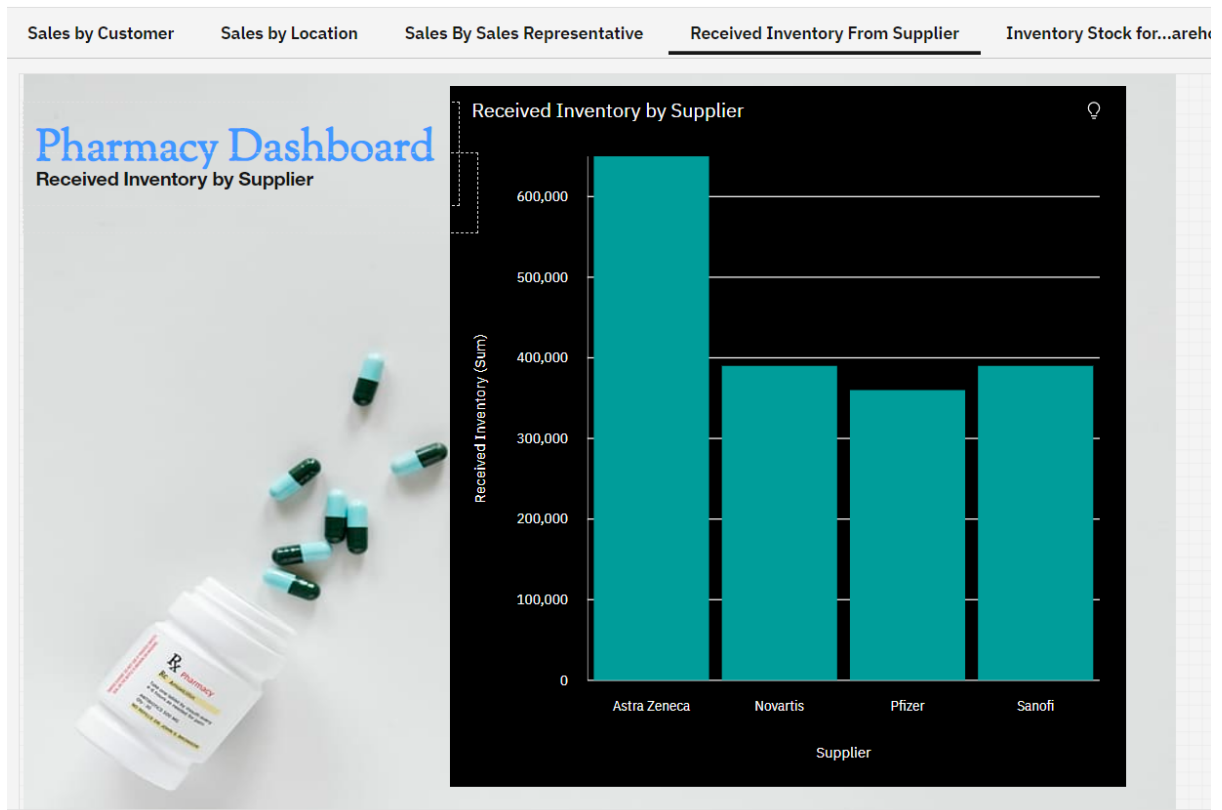 Sales by Customer Sales by Location Sales By Sales Representative Received Inventory From Supplier Inventory Stock for...areho
Pharmacy Dashboard
Received Inventory by Supplier
Received Inventory by Supplier
Received Inventory (Sum)
600,000
500,000
400,000
300,000
200,000
100,000
0
Astra Zeneca Novartis Pfizer Sanofi
Supplier
Rx Pharmacy